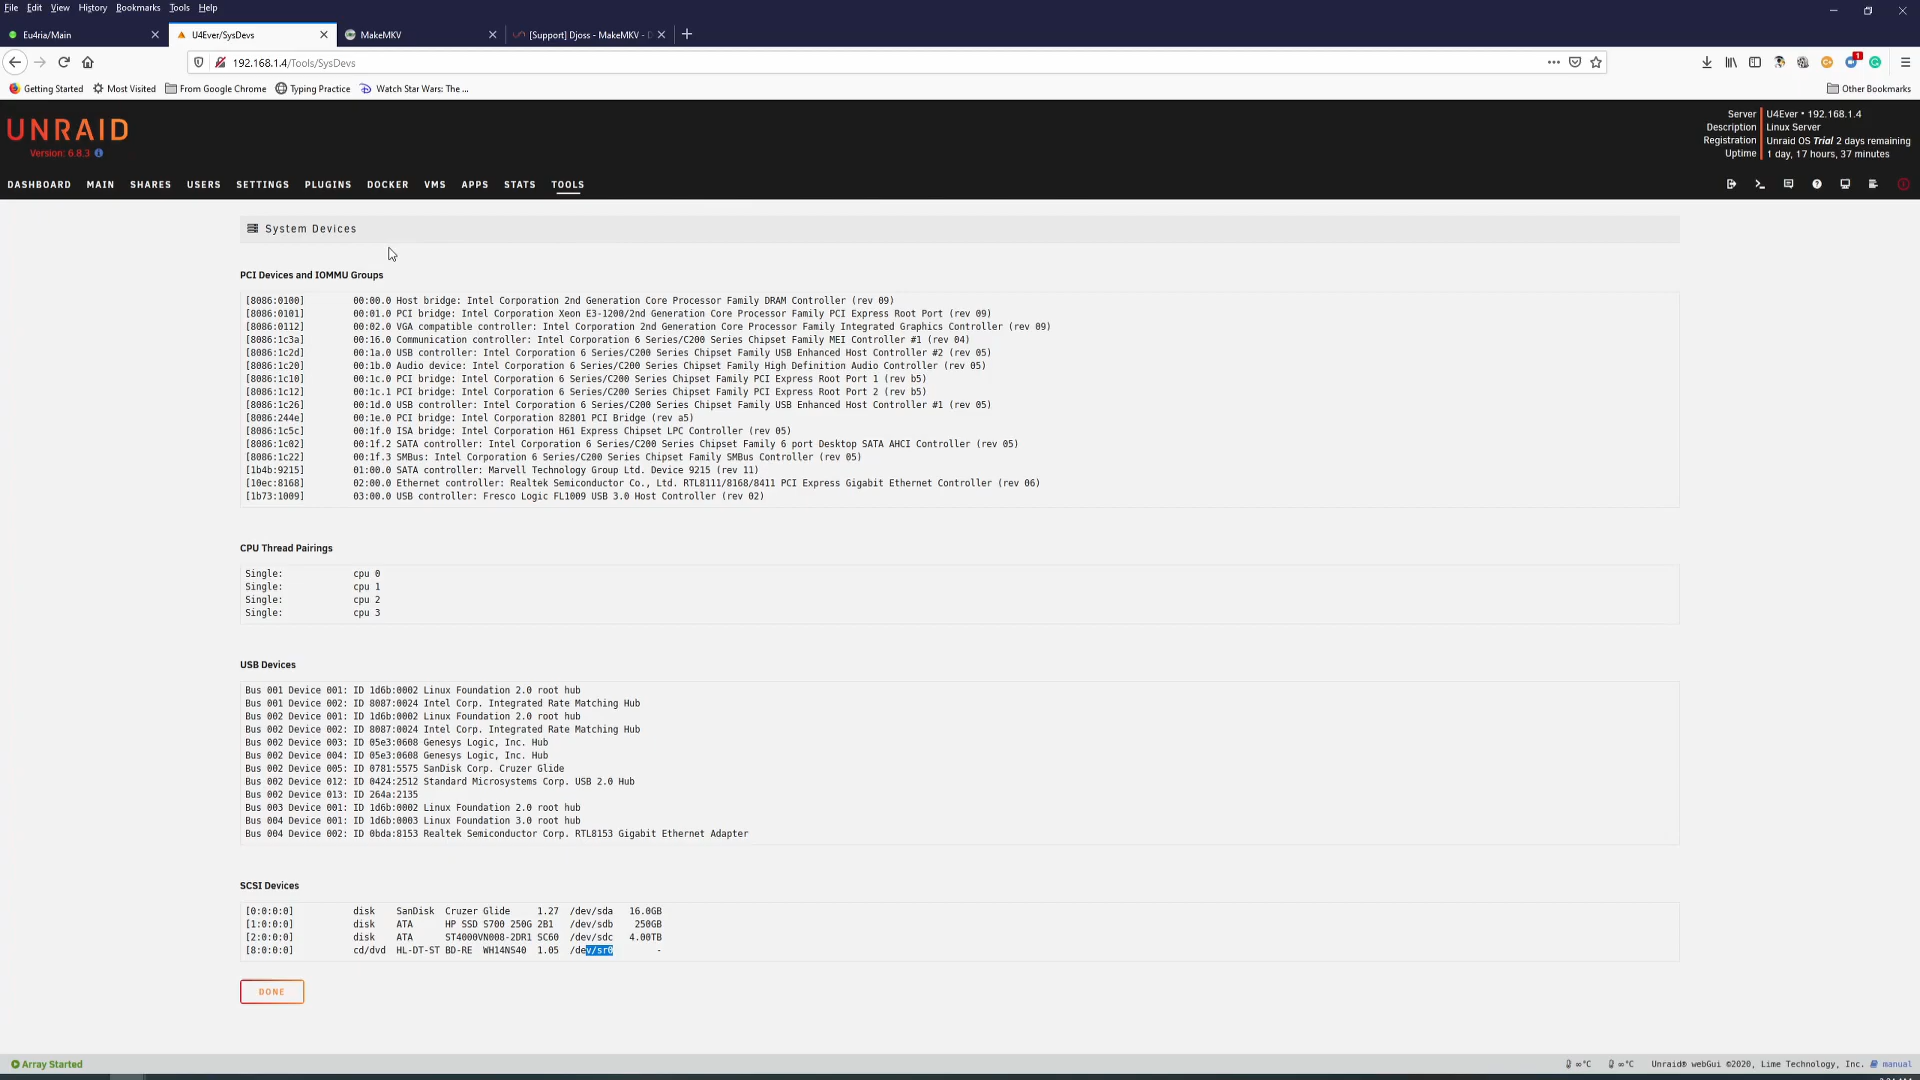 File Edit View History Bookmarks Tools Help
Eu4ria/Main
U4Ever/SysDevs
MakeMKV
[Support] Djoss - MakeMKV -
192.168.1.4/Tools/SysDevs
1
Getting Started Most Visited From Google Chrome Typing Practice Watch Star Wars: The ... Other Bookmarks
UNRAID
Version: 6.8.3
Server U4Ever • 192.168.1.4
Description Linux Server
Registration Unraid OS Trial 2 days remaining
Uptime 1 day, 17 hours, 37 minutes
DASHBOARD MAIN SHARES USERS SETTINGS PLUGINS DOCKER VMS APPS STATS TOOLS
System Devices
PCI Devices and IOMMU Groups
[8086:0100] 00:00.0 Host bridge: Intel Corporation 2nd Generation Core Processor Family DRAM Controller (rev 09)
[8086:0101] 00:01.0 PCI bridge: Intel Corporation Xeon E3-1200/2nd Generation Core Processor Family PCI Express Root Port (rev 09)
[8086:0112] 00:02.0 VGA compatible controller: Intel Corporation 2nd Generation Core Processor Family Integrated Graphics Controller (rev 09)
[8086:1c3a] 00:16.0 Communication controller: Intel Corporation 6 Series/C200 Series Chipset Family MEI Controller #1 (rev 04)
[8086:1c2d] 00:1a.0 USB controller: Intel Corporation 6 Series/C200 Series Chipset Family USB Enhanced Host Controller #2 (rev 05)
[8086:1c20] 00:1b.0 Audio device: Intel Corporation 6 Series/C200 Series Chipset Family High Definition Audio Controller (rev 05)
[8086:1c10] 00:1c.0 PCI bridge: Intel Corporation 6 Series/C200 Series Chipset Family PCI Express Root Port 1 (rev b5)
[8086:1c12] 00:1c.1 PCI bridge: Intel Corporation 6 Series/C200 Series Chipset Family PCI Express Root Port 2 (rev b5)
[8086:1c26] 00:1d.0 USB controller: Intel Corporation 6 Series/C200 Series Chipset Family USB Enhanced Host Controller #1 (rev 05)
[8086:244e] 00:1e.0 PCI bridge: Intel Corporation 82801 PCI Bridge (rev a5)
[8086:1c5c] 00:1f.0 ISA bridge: Intel Corporation H61 Express Chipset LPC Controller (rev 05)
[8086:1c02] 00:1f.2 SATA controller: Intel Corporation 6 Series/C200 Series Chipset Family 6 port Desktop SATA AHCI Controller (rev 05)
[8086:1c22] 00:1f.3 SMBus: Intel Corporation 6 Series/C200 Series Chipset Family SMBus Controller (rev 05)
[1b4b:9215] 01:00.0 SATA controller: Marvell Technology Group Ltd. Device 9215 (rev 11)
[10ec:8168] 02:00.0 Ethernet controller: Realtek Semiconductor Co., Ltd. RTL8111/8168/8411 PCI Express Gigabit Ethernet Controller (rev 06)
[1b73:1009] 03:00.0 USB controller: Fresco Logic FL1009 USB 3.0 Host Controller (rev 02)
CPU Thread Pairings
Single: cpu 0
Single: cpu 1
Single: cpu 2
Single: cpu 3
USB Devices
Bus 001 Device 001: ID 1d6b:0002 Linux Foundation 2.0 root hub
Bus 001 Device 002: ID 8087:0024 Intel Corp. Integrated Rate Matching Hub
Bus 002 Device 001: ID 1d6b:0002 Linux Foundation 2.0 root hub
Bus 002 Device 002: ID 8087:0024 Intel Corp. Integrated Rate Matching Hub
Bus 002 Device 003: ID 05e3:0608 Genesys Logic, Inc. Hub
Bus 002 Device 004: ID 05e3:0608 Genesys Logic, Inc. Hub
Bus 002 Device 005: ID 0781:5575 SanDisk Corp. Cruzer Glide
Bus 002 Device 012: ID 0424:2512 Standard Microsystems Corp. USB 2.0 Hub
Bus 002 Device 013: ID 264a:2135
Bus 003 Device 001: ID 1d6b:0002 Linux Foundation 2.0 root hub
Bus 004 Device 001: ID 1d6b:0003 Linux Foundation 3.0 root hub
Bus 004 Device 002: ID 0bda:8153 Realtek Semiconductor Corp. RTL8153 Gigabit Ethernet Adapter
SCSI Devices
[0:0:0:0] disk SanDisk Cruzer Glide 1.27 /dev/sda 16.0GB
[1:0:0:0] disk ATA HP SSD S700 250G 2B1 /dev/sdb 250GB
[2:0:0:0] disk ATA ST4000VN008-2DR1 SC60 /dev/sdc 4.00TB
[8:0:0:0] cd/dvd HL-DT-ST BD-RE WH14NS40 1.05 /dev/sr0 -
DONE
Array Started
∞°C ∞°C Unraid® webGui ©2020, Lime Technology, Inc. manual